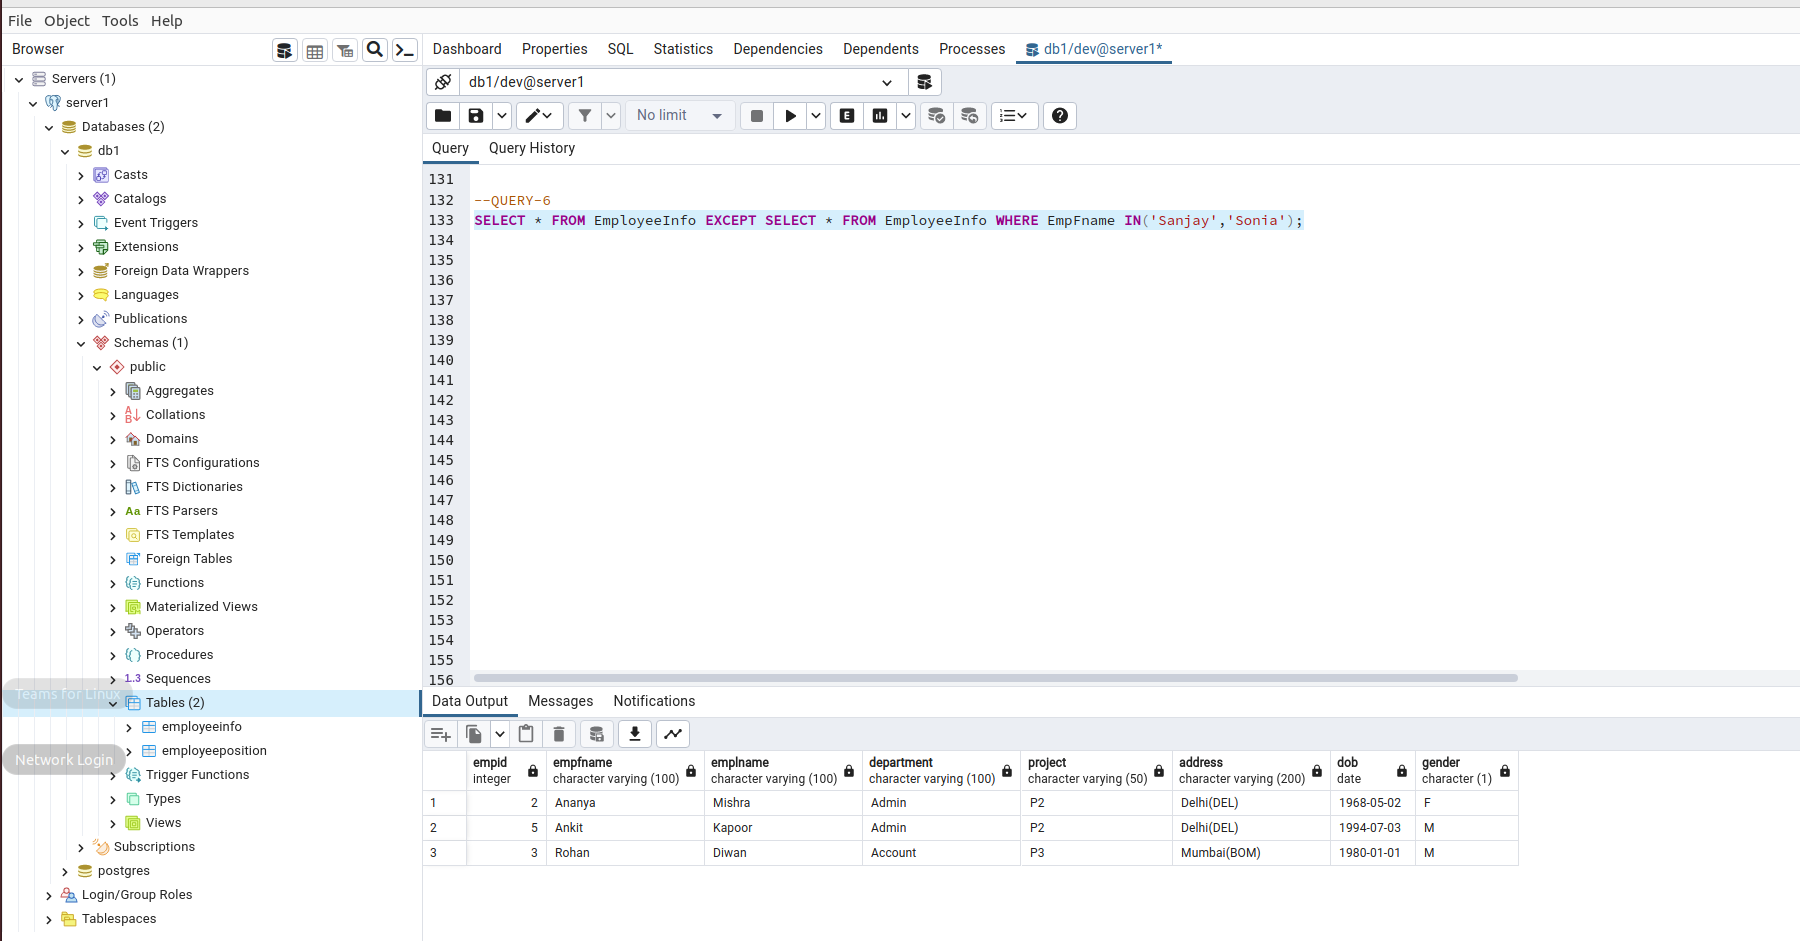 File Object Tools Help
Browser
Dashboard Properties SQL Statistics Dependencies Dependents Processes db1/dev@server1*
Servers (1)
server1
Databases (2)
db1
Casts
Catalogs
Event Triggers
Extensions
Foreign Data Wrappers
Languages
Publications
Schemas (1)
public
Aggregates
Collations
Domains
FTS Configurations
FTS Dictionaries
Aa FTS Parsers
FTS Templates
Foreign Tables
Functions
Materialized Views
Operators
Procedures
1..3 Sequences
Teams for Linux
Tables (2)
employeeinfo
employeeposition
Network Login
Trigger Functions
Types
Views
Subscriptions
postgres
Login/Group Roles
Tablespaces
db1/dev@server1
No limit
E
Query Query History
131
132 --QUERY-6
133 SELECT * FROM EmployeeInfo EXCEPT SELECT * FROM EmployeeInfo WHERE EmpFname IN('Sanjay','Sonia');
134
135
136
137
138
139
140
141
142
143
144
145
146
147
148
149
150
151
152
153
154
155
156
Data Output Messages Notifications
empid empfname emplname department project address dob gender
integer character varying (100) character varying (100) character varying (100) character varying (50) character varying (200) date character (1)
1 2 Ananya Mishra Admin P2 Delhi(DEL) 1968-05-02 F
2 5 Ankit Kapoor Admin P2 Delhi(DEL) 1994-07-03 M
3 3 Rohan Diwan Account P3 Mumbai(BOM) 1980-01-01 M